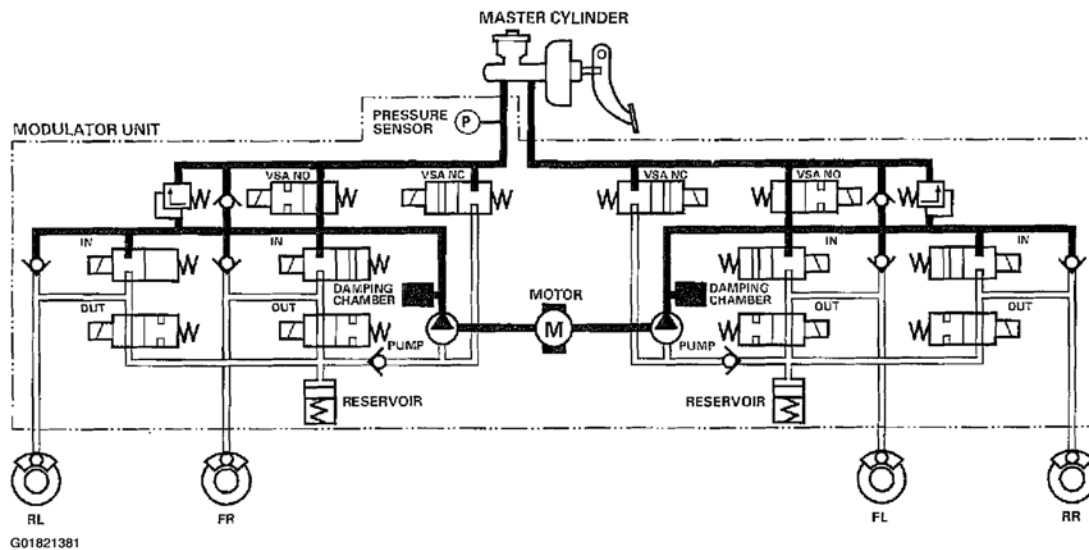 MASTER CYLINDER
PRESSURE
SENSOR
P
MODULATOR UNIT
VSA NO
VSA NC
VSA NC
VSA NO
IN
IN
IN
IN
DAMPING
CHAMBER
MOTOR
DAMPING
CHAMBER
OUT
OUT
OUT
OUT
M
PUMP
PUMP
RESERVOIR
RESERVOIR
RL
FR
FL
RR
G01821381